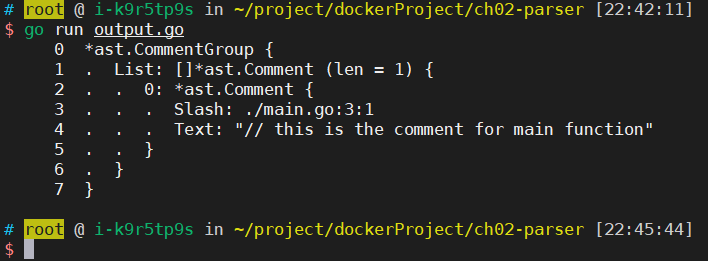 # root @ i-k9r5tp9s in ~/project/dockerProject/ch02-parser [22:42:11]
$ go run output.go
     0  *ast.CommentGroup {
     1  .  List: []*ast.Comment (len = 1) {
     2  .  .  0: *ast.Comment {
     3  .  .  .  Slash: ./main.go:3:1
     4  .  .  .  Text: "// this is the comment for main function"
     5  .  .  }
     6  .  }
     7  }
# root @ i-k9r5tp9s in ~/project/dockerProject/ch02-parser [22:45:44]
$